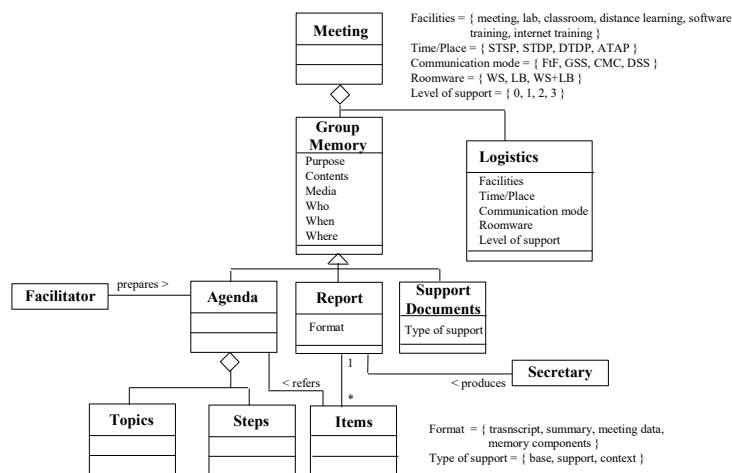 Meeting
Facilities = { meeting, lab, classroom, distance learning, software
training, internet training }
Time/Place = { STSP, STDP, DTDP, ATAP }
Communication mode = { FtF, GSS, CMC, DSS }
Roomware = { WS, LB, WS+LB }
Level of support = { 0, 1, 2, 3 }
Group
Memory
Purpose
Contents
Media
Who
When
Where
Logistics
Facilities
Time/Place
Communication mode
Roomware
Level of support
Facilitator
prepares >
Agenda
Report
Format
Support
Documents
Type of support
1
< refers
*
< produces
Secretary
Topics
Steps
Items
Format = { trasnscript, summary, meeting data,
memory components }
Type of support = { base, support, context }